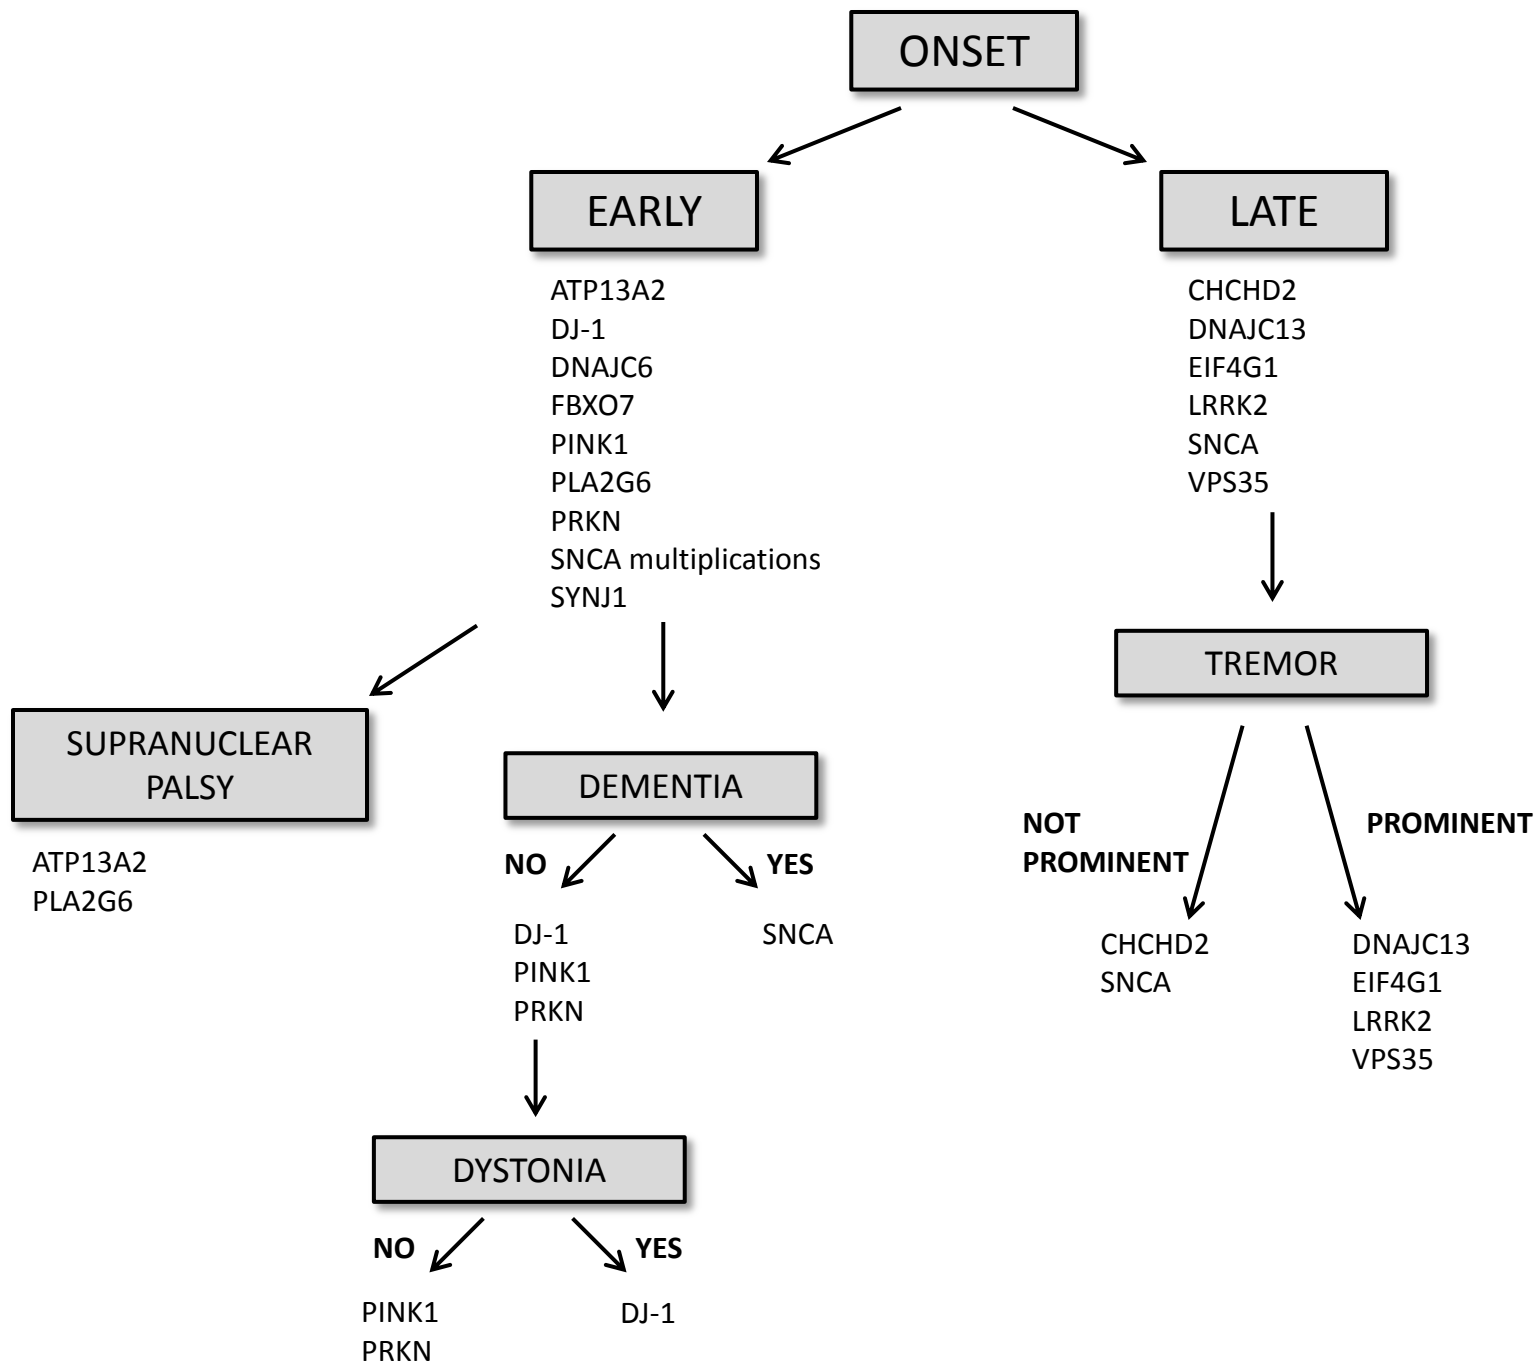 ONSET
EARLY
LATE
ATP13A2
DJ-1
DNAJC6
FBXO7
PINK1
PLA2G6
PRKN
SNCA multiplications
SYNJ1
CHCHD2
DNAJC13
EIF4G1
LRRK2
SNCA
VPS35
SUPRANUCLEAR
PALSY
ATP13A2
PLA2G6
DEMENTIA
NO
YES
DJ-1
PINK1
PRKN
SNCA
DYSTONIA
NO
YES
PINK1
PRKN
DJ-1
TREMOR
NOT
PROMINENT
PROMINENT
CHCHD2
SNCA
DNAJC13
EIF4G1
LRRK2
VPS35